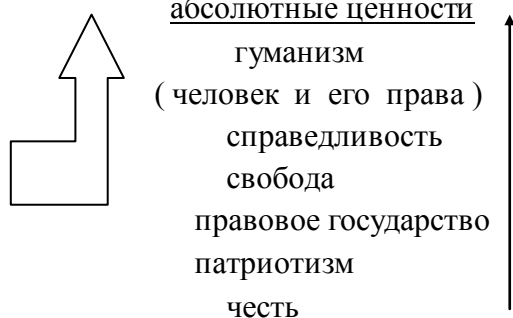 абсолютные ценности
гуманизм
( человек и его права )
справедливость
свобода
правовое государство
патриотизм
честь